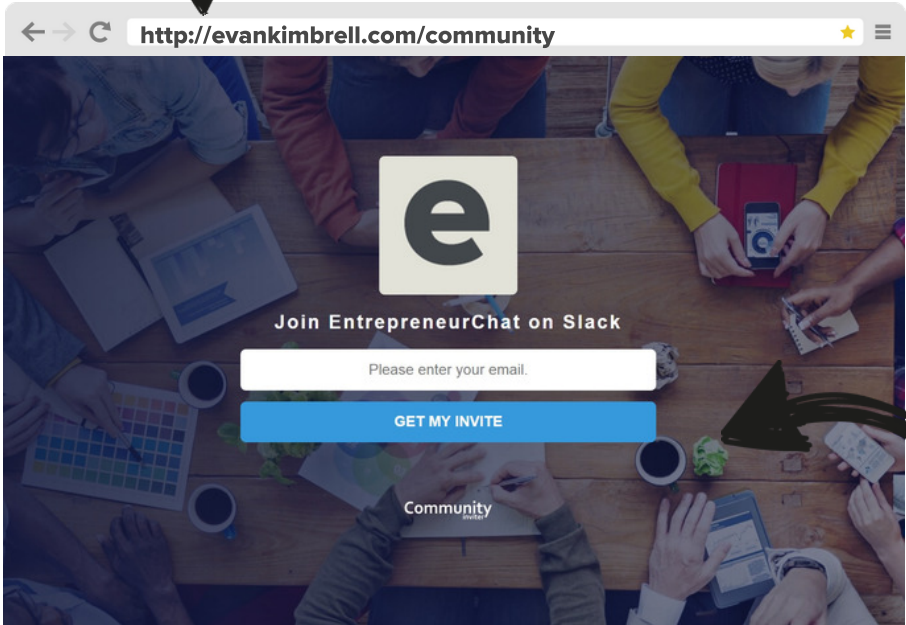 http://evankimbrell.com/community
e
Join EntrepreneurChat on Slack
Please enter your email.
GET MY INVITE
Community
inviter